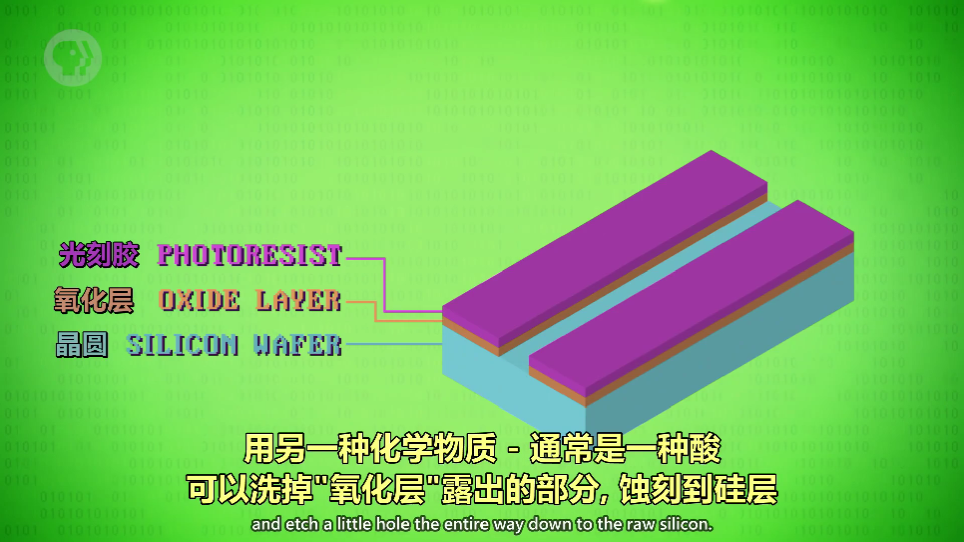 光刻胶 PHOTORESIST
氧化层 OXIDE LAYER
晶圆 SILICON WAFER
用另一种化学物质 - 通常是一种酸
可以洗掉"氧化层"露出的部分, 蚀刻到硅层
and etch a little hole the entire way down to the raw silicon.